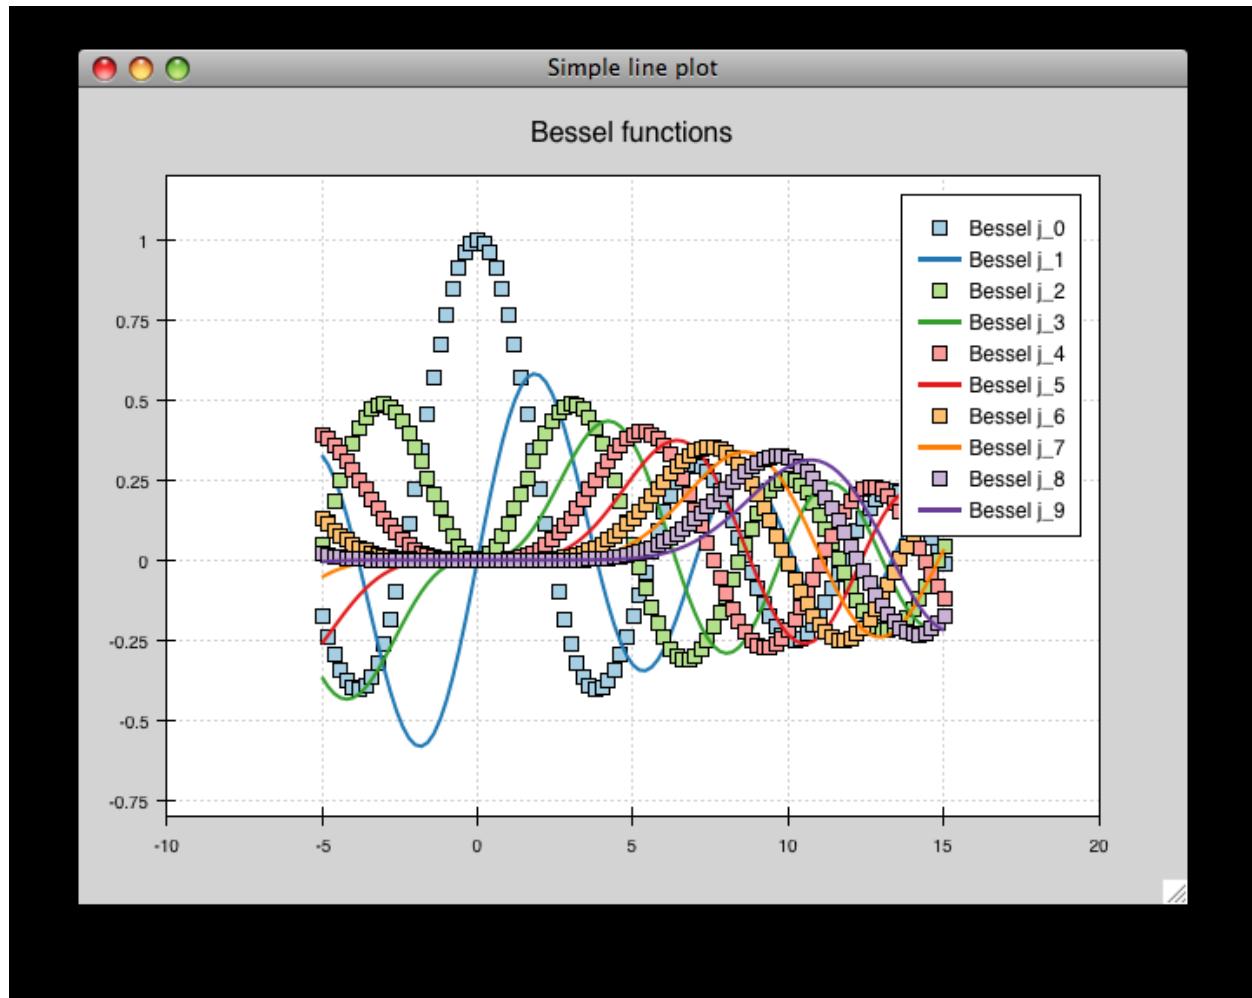 Simple line plot
Bessel functions
1
0.75
0.5
0.25
0
-0.25
-0.5
-0.75
-10
-5
0
5
10
15
20
Bessel j_0
Bessel j_1
Bessel j_2
Bessel j_3
Bessel j_4
Bessel j_5
Bessel j_6
Bessel j_7
Bessel j_8
Bessel j_9